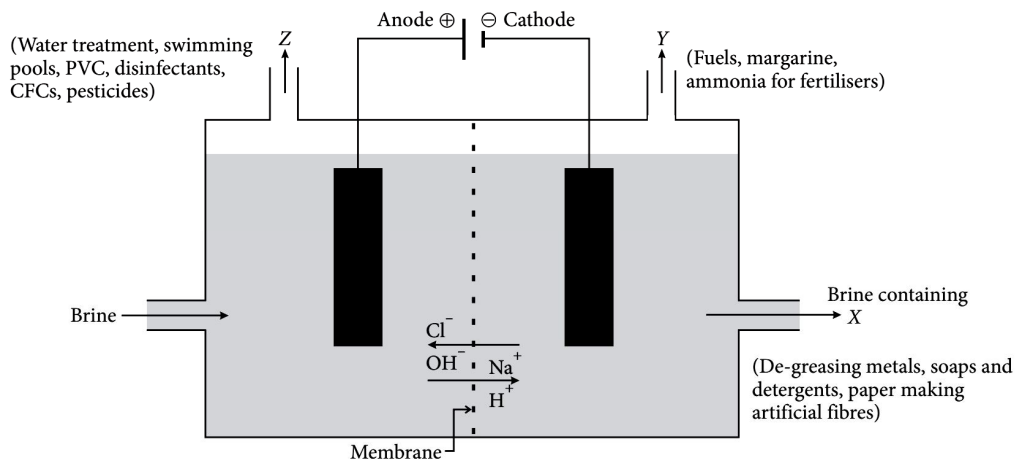 Anode ⊕ ⊖ Cathode
(Water treatment, swimming
pools, PVC, disinfectants,
CFCs, pesticides)
Z
Y
(Fuels, margarine,
ammonia for fertilisers)
Brine
Cl⁻
OH⁻
Na⁺
H⁺
Membrane
Brine containing
X
(De-greasing metals, soaps and
detergents, paper making
artificial fibres)